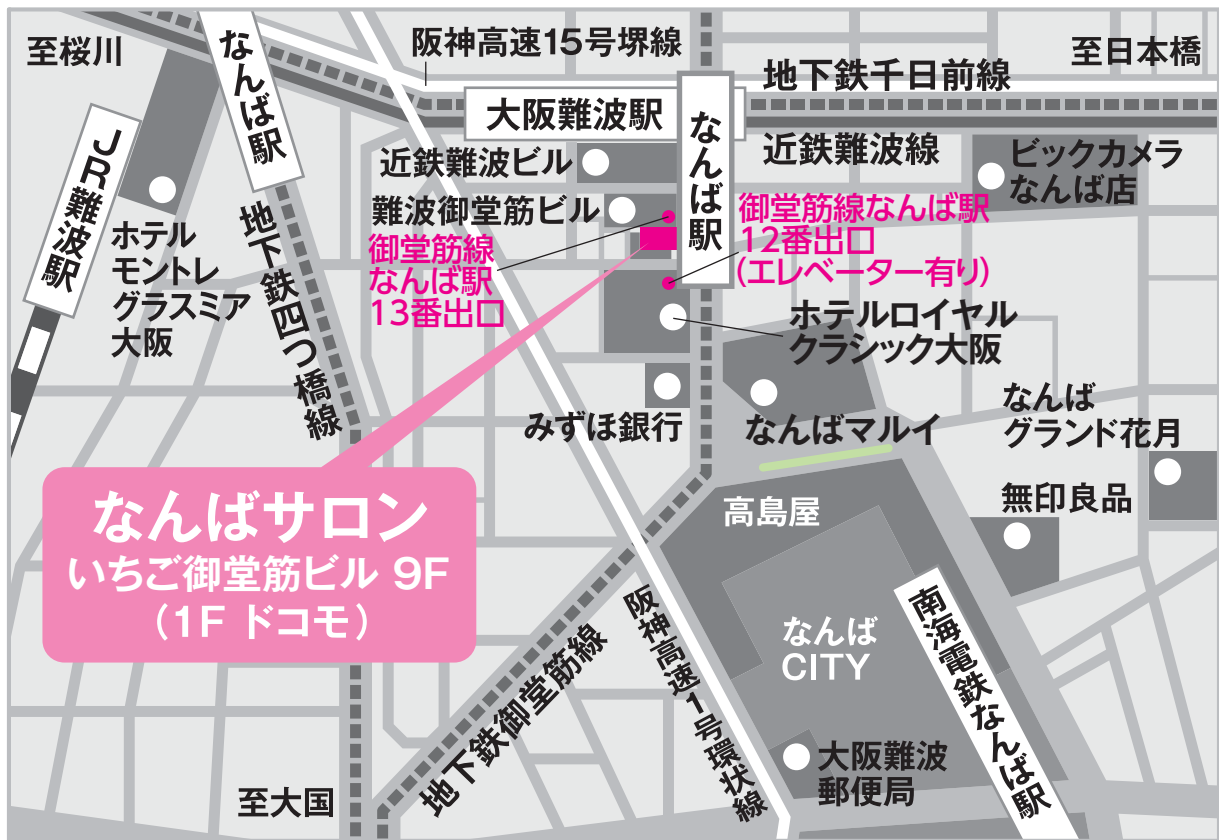 至桜川
なんば駅
阪神高速15号堺線
至日本橋
地下鉄千日前線
大阪難波駅
なんば駅
近鉄難波線
ビックカメラ
なんば店
JR難波駅
近鉄難波ビル
難波御堂筋ビル
御堂筋線なんば駅
12番出口
(エレベーター有り)
御堂筋線
なんば駅
13番出口
ホテル
モントレ
グラスミア
大阪
地下鉄四つ橋線
ホテルロイヤル
クラシック大阪
みずほ銀行
なんばマルイ
なんば
グランド花月
無印良品
高島屋
なんばサロン
いちご御堂筋ビル 9F
(1F ドコモ)
なんば
CITY
南海電鉄なんば駅
阪神高速1号環状線
地下鉄御堂筋線
大阪難波
郵便局
至大国